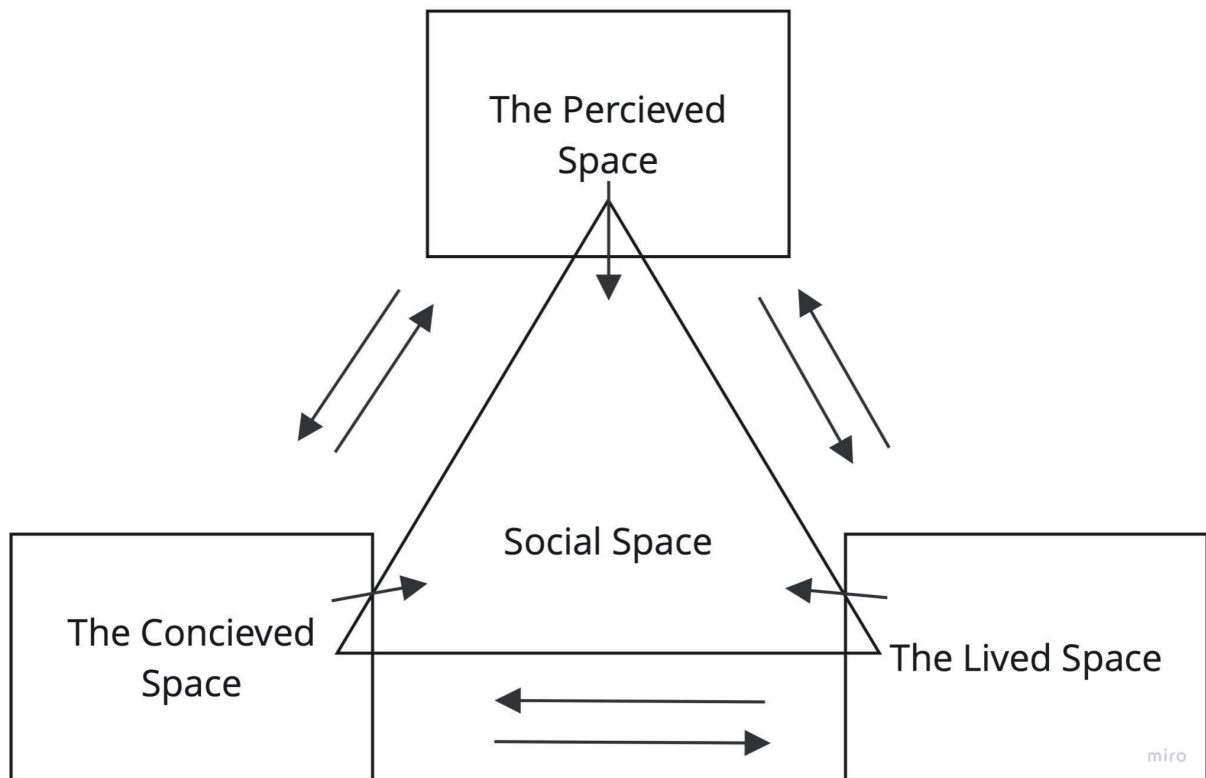 The Percieved
Space
Social Space
The Concieved
Space
The Lived Space
miro